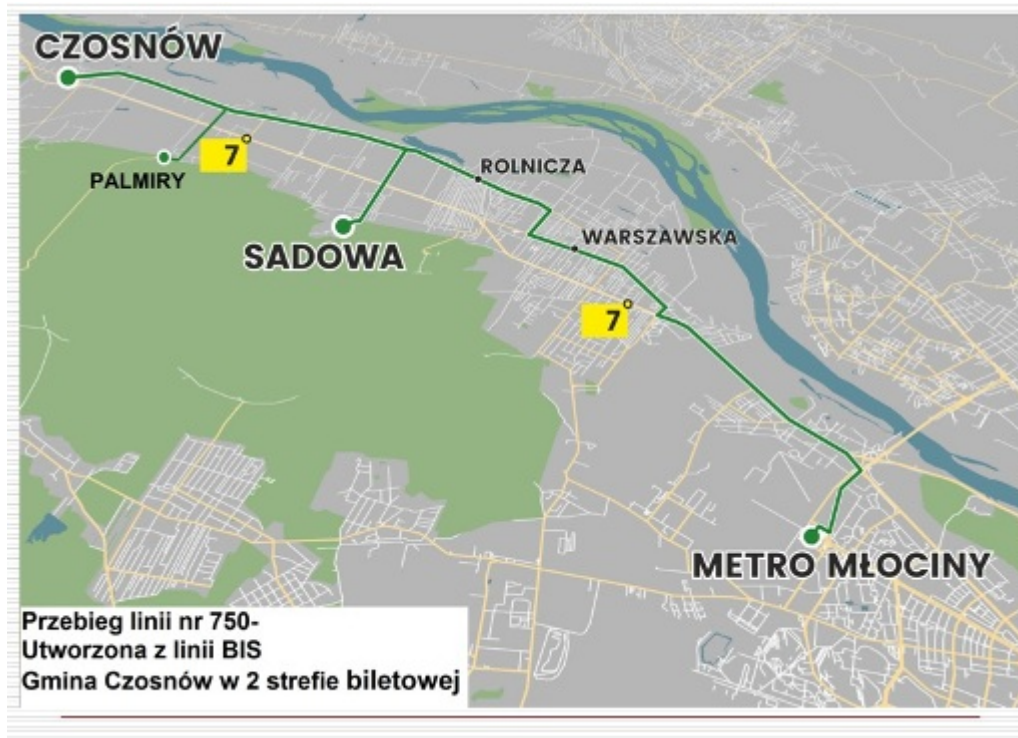 CZOSNÓW
7°
PALMIRY
ROLNICZA
SADOWA
WARSZAWSKA
7°
METRO MŁOCINY
Przebieg linii nr 750-
Utworzona z linii BIS
Gmina Czosnów w 2 strefie biletowej